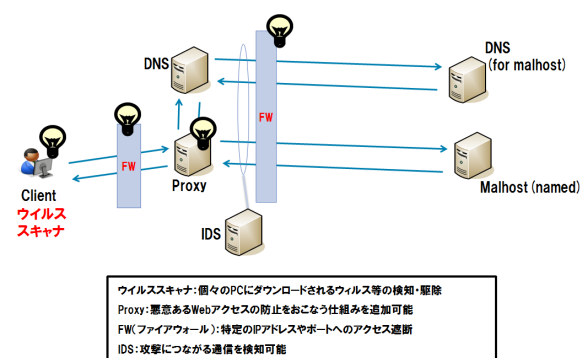 DNS
DNS
(for malhost)
FW
FW
Client
ウイルス
スキャナ
Proxy
Malhost (named)
IDS
ウイルススキャナ:個々のPCにダウンロードされるウィルス等の検知・駆除
Proxy:悪意あるWebアクセスの防止をおこなう仕組みを追加可能
FW(ファイアウォール):特定のIPアドレスやポートへのアクセス遮断
IDS:攻撃につながる通信を検知可能